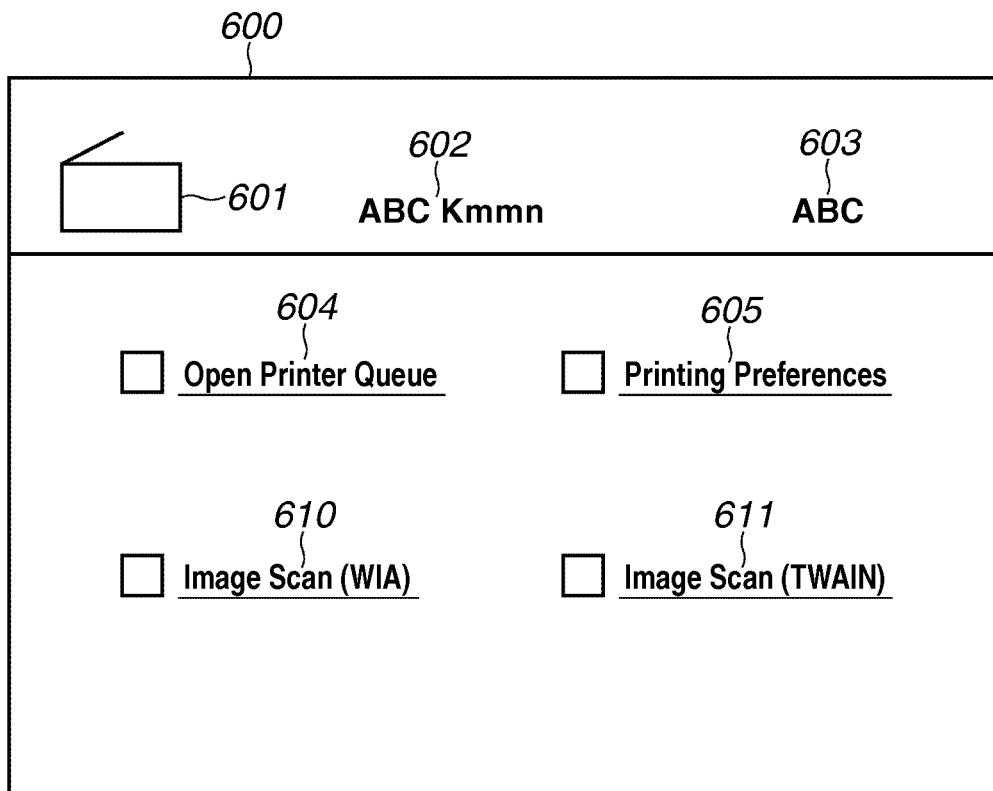 600
602
603
601
ABC Kmmn
ABC
604
605
Open Printer Queue
Printing Preferences
610
611
Image Scan (WIA)
Image Scan (TWAIN)